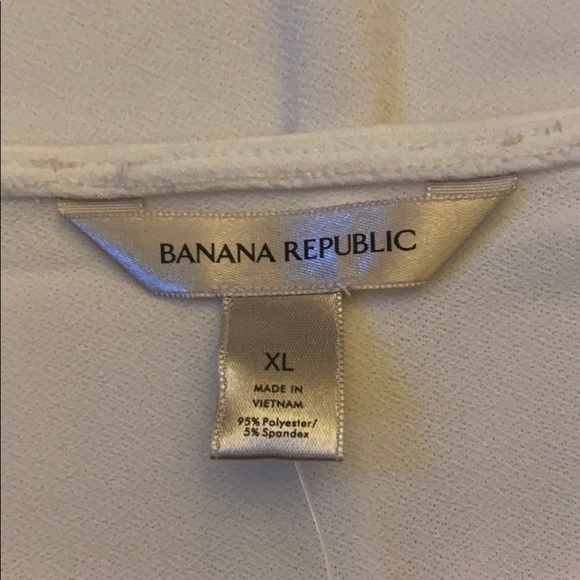 BANANA REPUBLIC
XL
MADE IN
VIETNAM
95% Polyester/
5% Spandex